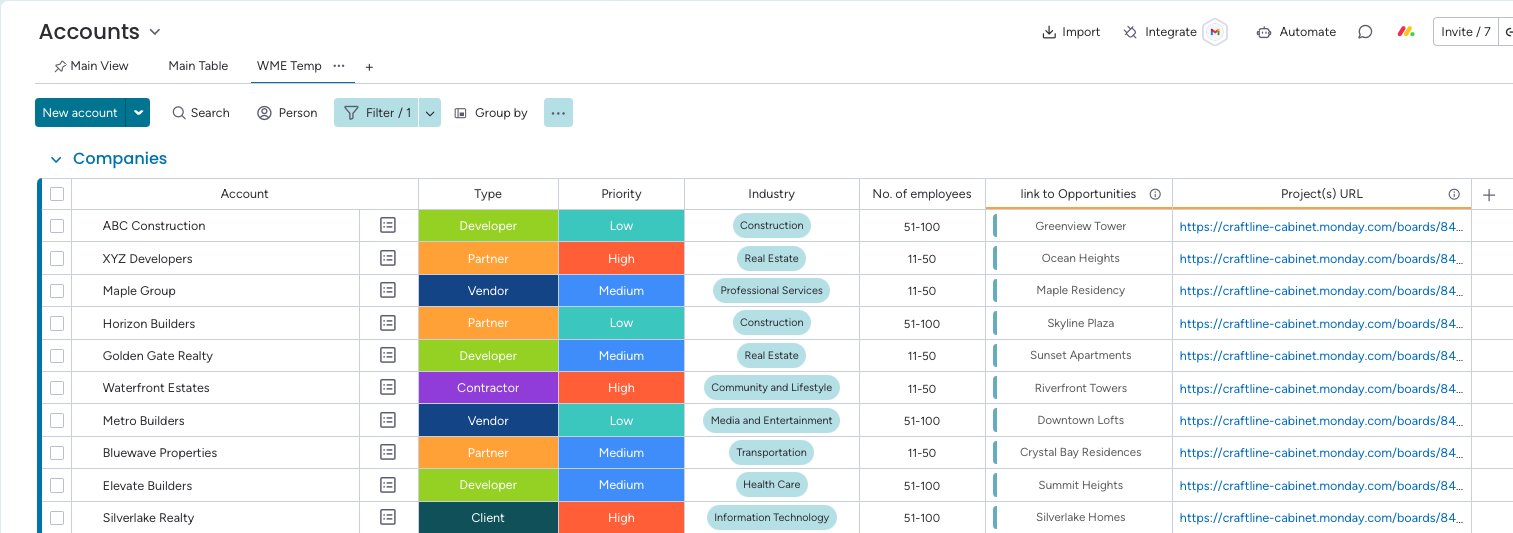 Accounts
Import Integrate Automate Invite / 7
Main View Main Table WME Temp ... +
New account Search Person Filter / 1 Group by ...
Companies
Account Type Priority Industry No. of employees link to Opportunities Project(s) URL +
ABC Construction Developer Low Construction 51-100 Greenview Tower https://craftline-cabinet.monday.com/boards/84...
XYZ Developers Partner High Real Estate 11-50 Ocean Heights https://craftline-cabinet.monday.com/boards/84...
Maple Group Vendor Medium Professional Services 11-50 Maple Residency https://craftline-cabinet.monday.com/boards/84...
Horizon Builders Partner Low Construction 51-100 Skyline Plaza https://craftline-cabinet.monday.com/boards/84...
Golden Gate Realty Developer Medium Real Estate 11-50 Sunset Apartments https://craftline-cabinet.monday.com/boards/84...
Waterfront Estates Contractor High Community and Lifestyle 11-50 Riverfront Towers https://craftline-cabinet.monday.com/boards/84...
Metro Builders Vendor Low Media and Entertainment 51-100 Downtown Lofts https://craftline-cabinet.monday.com/boards/84...
Bluewave Properties Partner Medium Transportation 11-50 Crystal Bay Residences https://craftline-cabinet.monday.com/boards/84...
Elevate Builders Developer Medium Health Care 51-100 Summit Heights https://craftline-cabinet.monday.com/boards/84...
Silverlake Realty Client High Information Technology 51-100 Silverlake Homes https://craftline-cabinet.monday.com/boards/84...